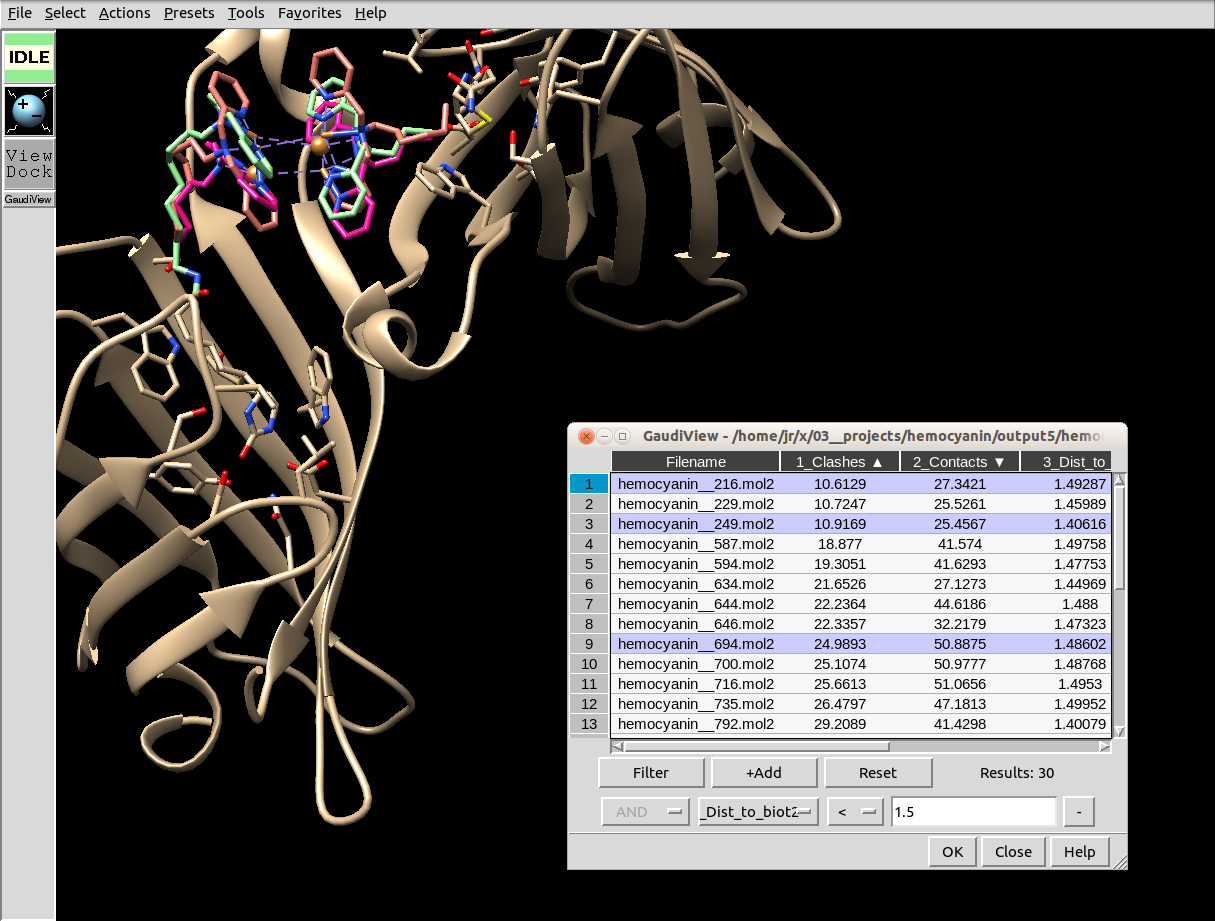 File Select Actions Presets Tools Favorites Help
IDLE
View
Dock
GaudiView
GaudiView - /home/jr/x/03__projects/hemocyanin/output5/hemo
Filename 1_Clashes ▲ 2_Contacts ▼ 3_Dist_to_
1 hemocyanin__216.mol2 10.6129 27.3421 1.49287
2 hemocyanin__229.mol2 10.7247 25.5261 1.45989
3 hemocyanin__249.mol2 10.9169 25.4567 1.40616
4 hemocyanin__587.mol2 18.877 41.574 1.49758
5 hemocyanin__594.mol2 19.3051 41.6293 1.47753
6 hemocyanin__634.mol2 21.6526 27.1273 1.44969
7 hemocyanin__644.mol2 22.2364 44.6186 1.488
8 hemocyanin__646.mol2 22.3357 32.2179 1.47323
9 hemocyanin__694.mol2 24.9893 50.8875 1.48602
10 hemocyanin__700.mol2 25.1074 50.9777 1.48768
11 hemocyanin__716.mol2 25.6613 51.0656 1.4953
12 hemocyanin__735.mol2 26.4797 47.1813 1.49952
13 hemocyanin__792.mol2 29.2089 41.4298 1.40079
Filter +Add Reset Results: 30
AND _Dist_to_biot2 < 1.5 -
OK Close Help